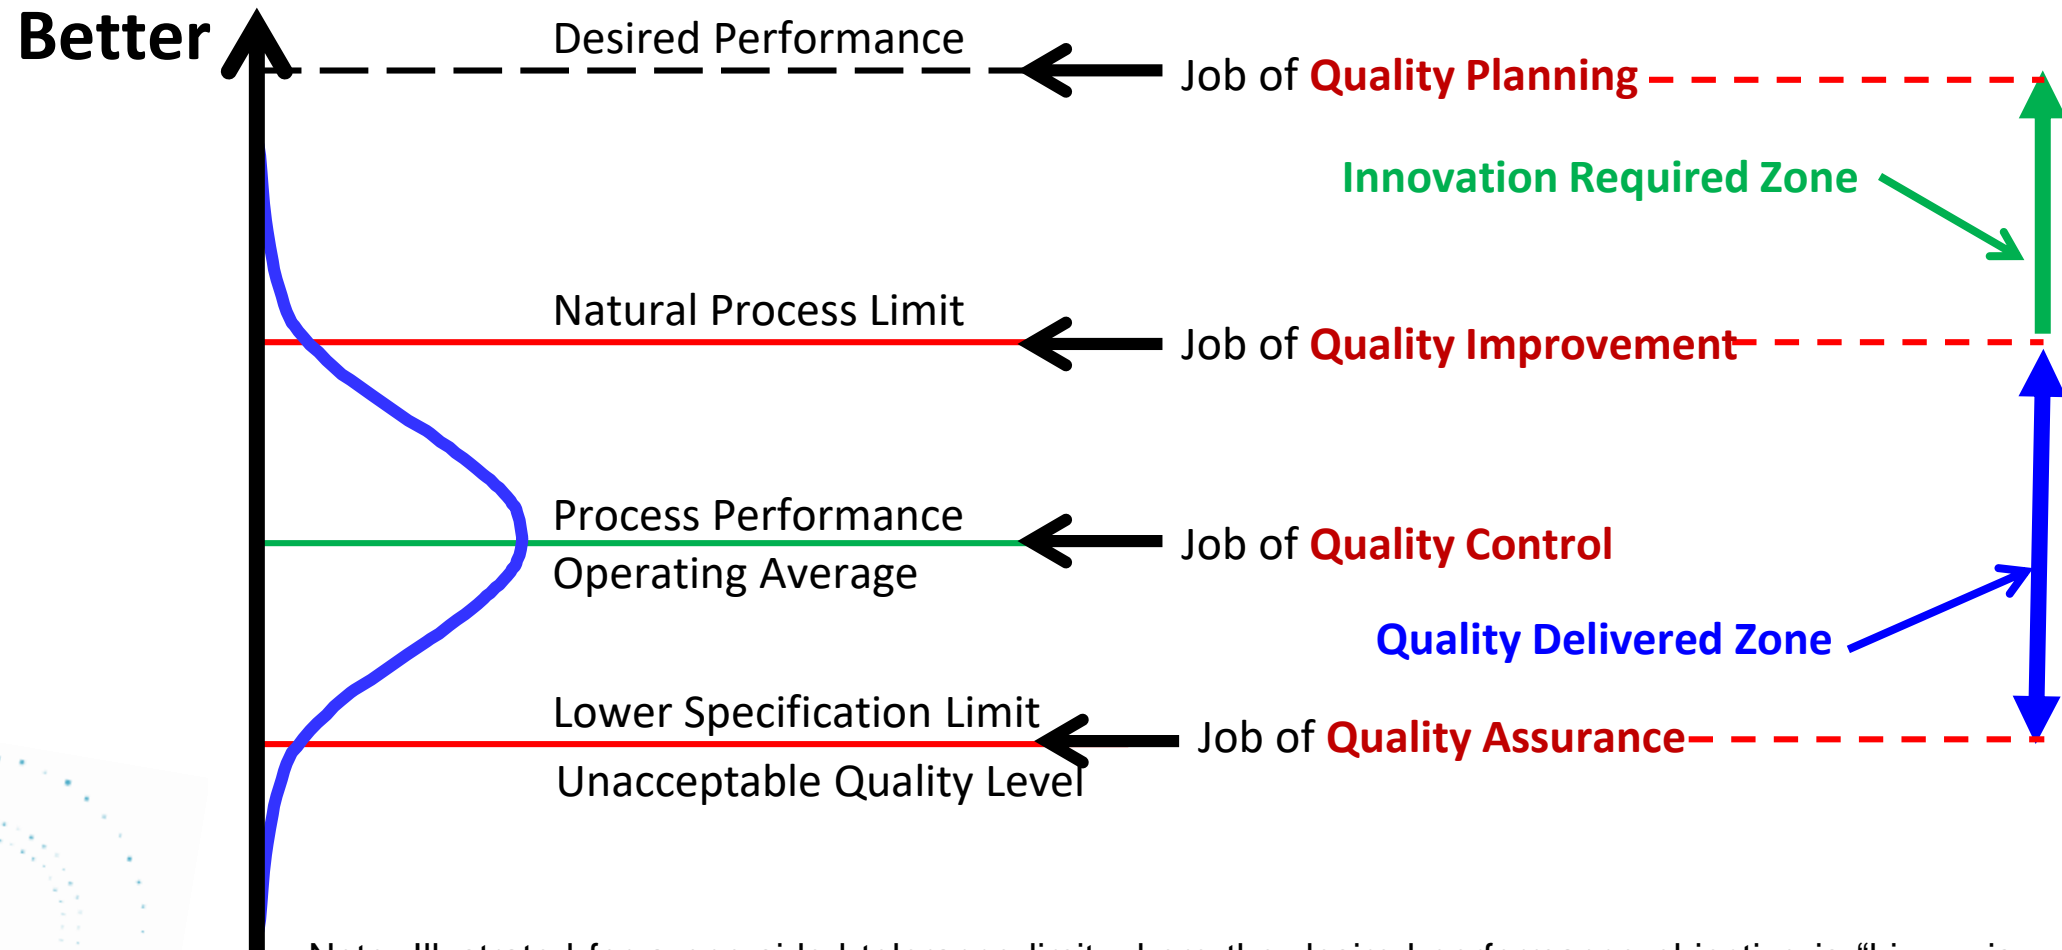 Better
Desired Performance
Job of Quality Planning
Innovation Required Zone
Natural Process Limit
Job of Quality Improvement
Process Performance
Operating Average
Job of Quality Control
Quality Delivered Zone
Lower Specification Limit
Unacceptable Quality Level
Job of Quality Assurance